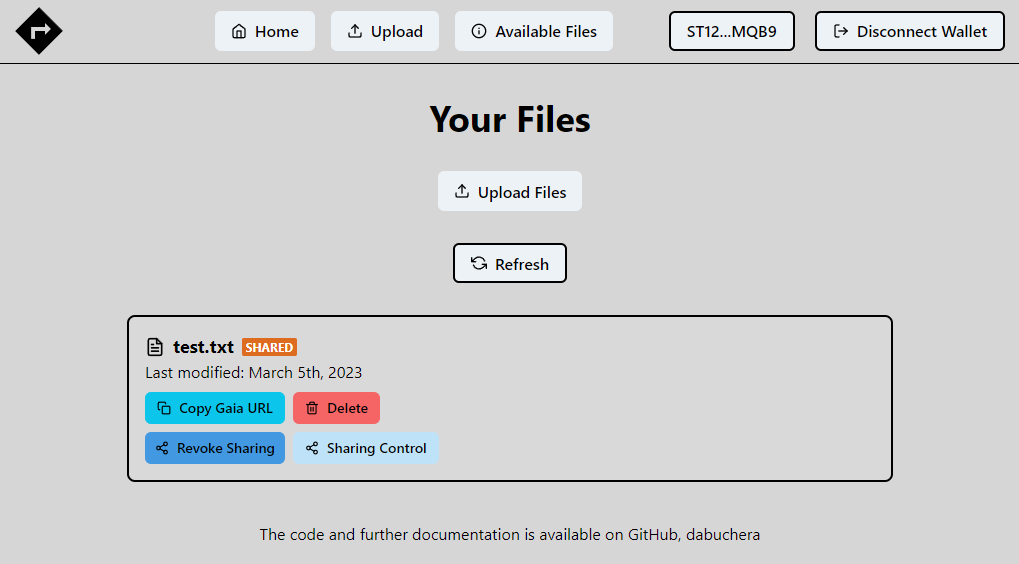 Home Upload Available Files ST12...MQB9 Disconnect Wallet
Your Files
Upload Files
Refresh
test.txt SHARED
Last modified: March 5th, 2023
Copy Gaia URL Delete
Revoke Sharing Sharing Control
The code and further documentation is available on GitHub, dabuchera